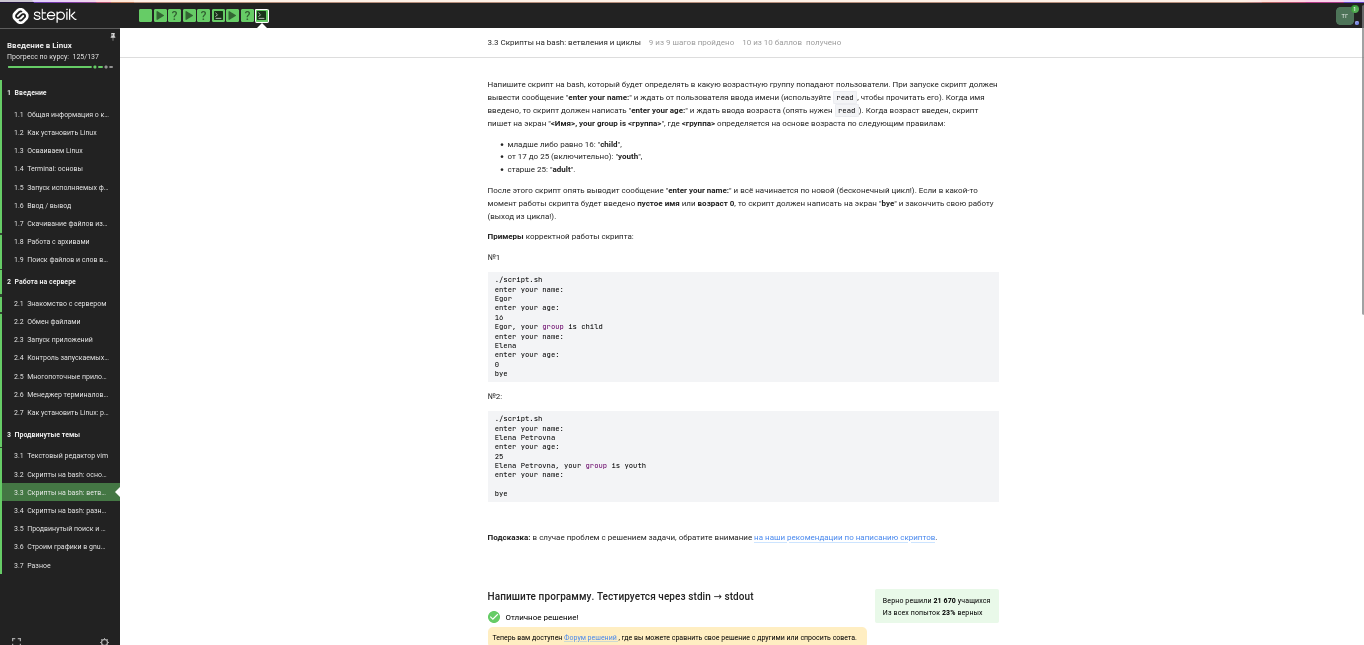 stepik
3.3 Скрипты на bash: ветвления и циклы 9 из 9 шагов пройдено 10 из 10 баллов получено
Введение в Linux
Прогресс по курсу: 125/137
1 Введение
1.1 Общая информация о к...
1.2 Как установить Linux
1.3 Осваиваем Linux
1.4 Terminal: основы
1.5 Запуск исполняемых ф...
1.6 Ввод / вывод
1.7 Скачивание файлов из...
1.8 Работа с архивами
1.9 Поиск файлов и слов в...
2 Работа на сервере
2.1 Знакомство с сервером
2.2 Обмен файлами
2.3 Запуск приложений
2.4 Контроль запускаемых...
2.5 Многопоточные прило...
2.6 Менеджер терминалов...
2.7 Как установить Linux: р...
3 Продвинутые темы
3.1 Текстовый редактор vim
3.2 Скрипты на bash: осно...
3.3 Скрипты на bash: ветв...
3.4 Скрипты на bash: разн...
3.5 Продвинутый поиск и ...
3.6 Строим графики в gnu...
3.7 Разное
Напишите скрипт на bash, который будет определять в какую возрастную группу попадают пользователи. При запуске скрипт должен
вывести сообщение "enter your name:" и ждать от пользователя ввода имени (используйте read, чтобы прочитать его). Когда имя
введено, то скрипт должен написать "enter your age:" и ждать ввода возраста (опять нужен read). Когда возраст введен, скрипт
пишет на экран "<Имя>, your group is <группа>", где <группа> определяется на основе возраста по следующим правилам:
• младше либо равно 16: "child",
• от 17 до 25 (включительно): "youth",
• старше 25: "adult".
После этого скрипт опять выводит сообщение "enter your name:" и всё начинается по новой (бесконечный цикл!). Если в какой-то
момент работы скрипта будет введено пустое имя или возраст 0, то скрипт должен написать на экран "bye" и закончить свою работу
(выход из цикла!).
Примеры корректной работы скрипта:
№1
./script.sh
enter your name:
Egor
enter your age:
16
Egor, your group is child
enter your name:
Elena
enter your age:
0
bye
№2:
./script.sh
enter your name:
Elena Petrovna
enter your age:
25
Elena Petrovna, your group is youth
enter your name:
bye
Подсказка: в случае проблем с решением задачи, обратите внимание на наши рекомендации по написанию скриптов.
Напишите программу. Тестируется через stdin → stdout
Верно решили 21 670 учащихся
Из всех попыток 23% верных
Отличное решение!
Теперь вам доступен Форум решений, где вы можете сравнить свое решение с другими или спросить совета.